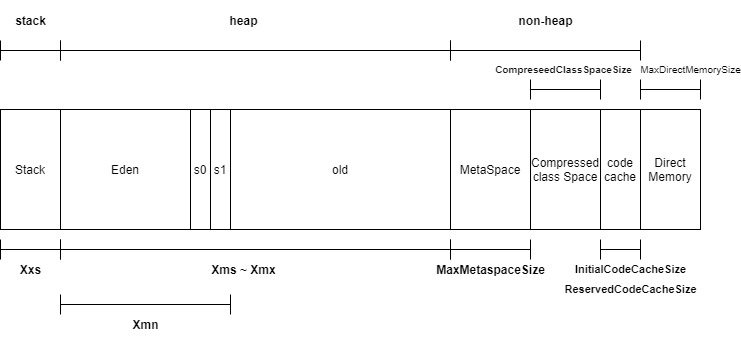 stack heap non-heap
CompreseedClassSpaceSize MaxDirectMemorySize
Stack Eden s0 s1 old MetaSpace Compressed class Space code cache Direct Memory
Xxs Xms ~ Xmx MaxMetaspaceSize InitialCodeCacheSize
ReservedCodeCacheSize
Xmn